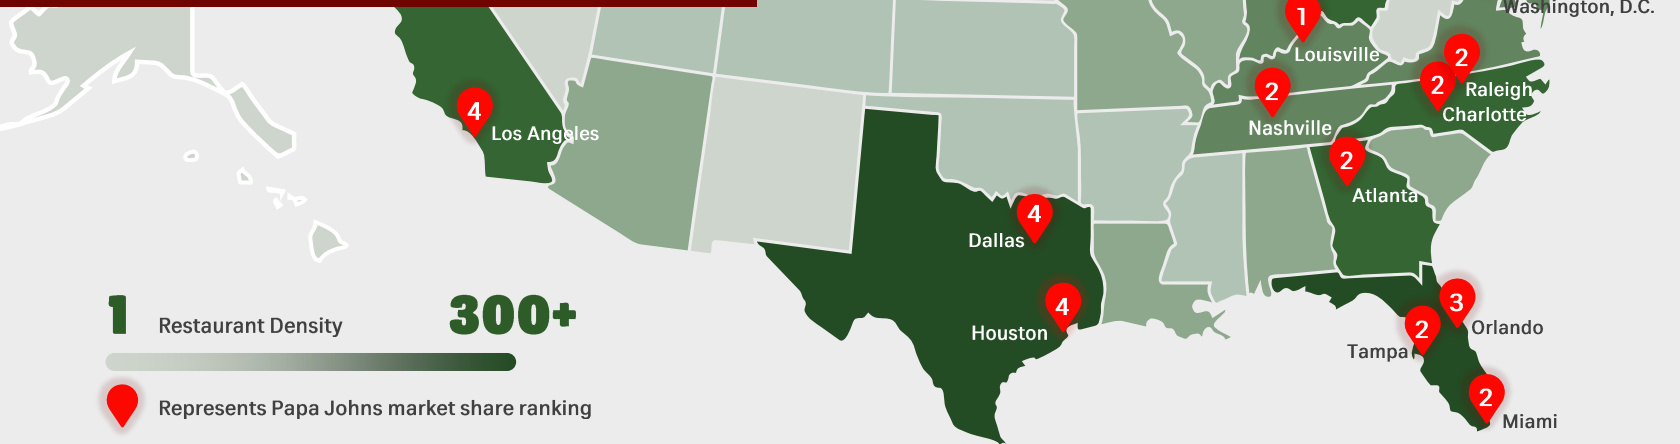 Washington, D.C.
1
Louisville
2
2
Raleigh
2
Charlotte
Nashville
4
Los Angeles
2
Atlanta
4
Dallas
4
Houston
3
Orlando
2
Tampa
2
Miami
1 Restaurant Density 300+
Represents Papa Johns market share ranking